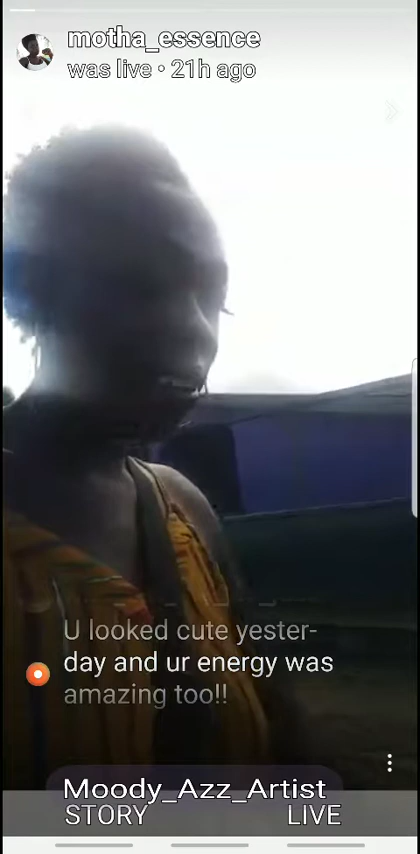 motha_essence
was live • 21h ago
U looked cute yester-
day and ur energy was
amazing too!!
Moody_Azz_Artist
STORY LIVE